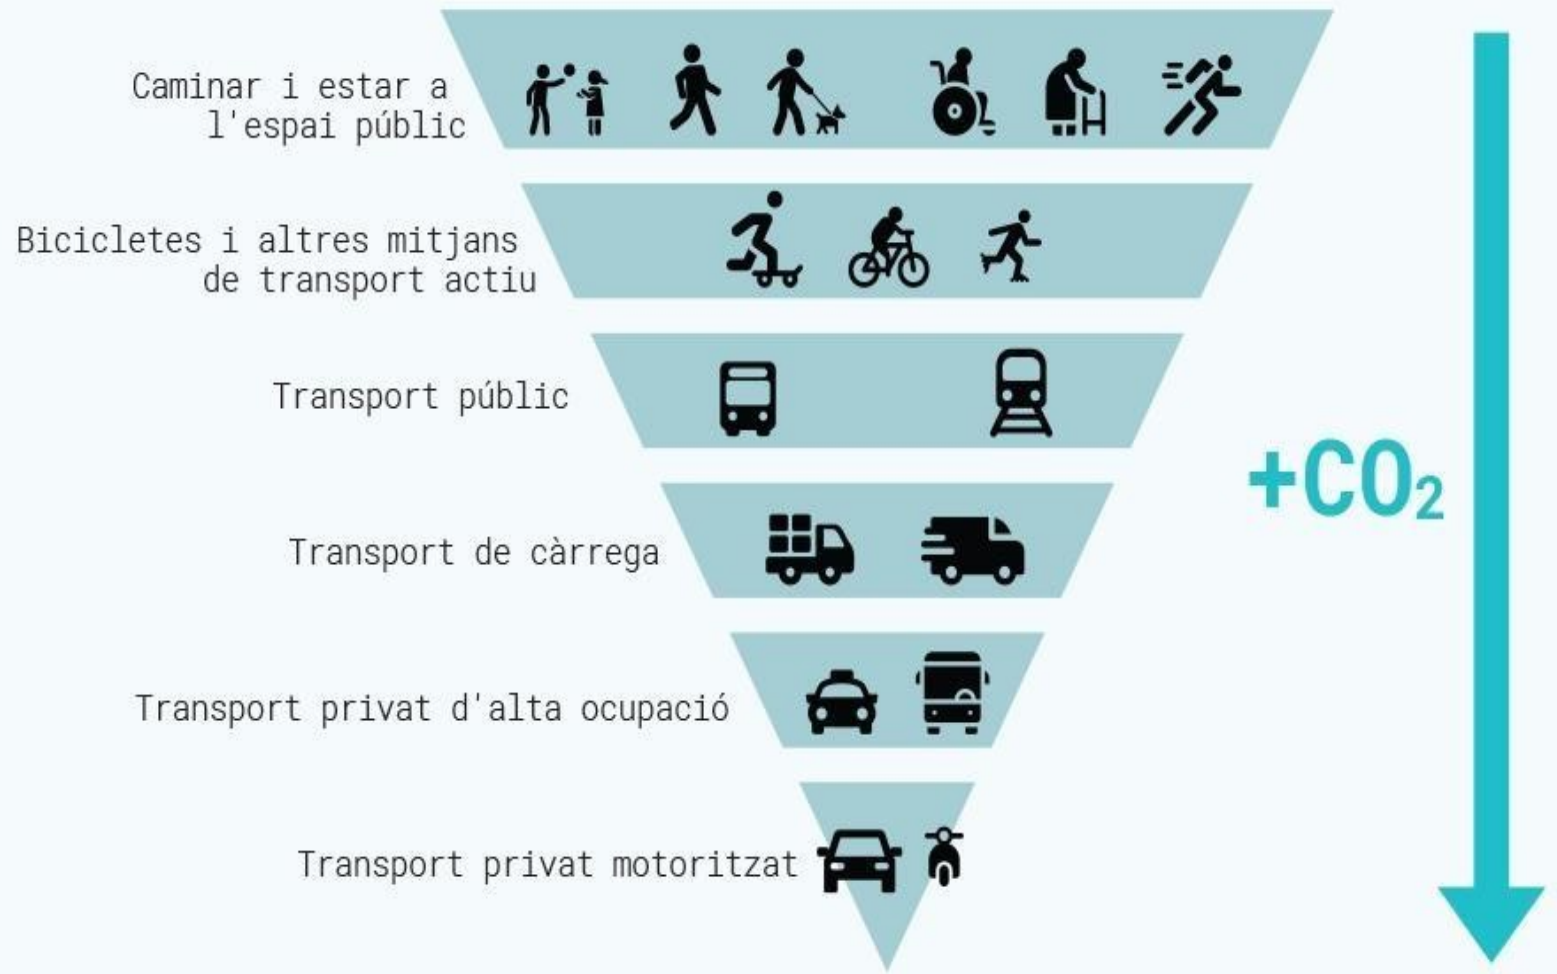 Caminar i estar a
l'espai públic
Bicicletes i altres mitjans
de transport actiu
Transport públic
+CO₂
Transport de càrrega
Transport privat d'alta ocupació
Transport privat motoritzat